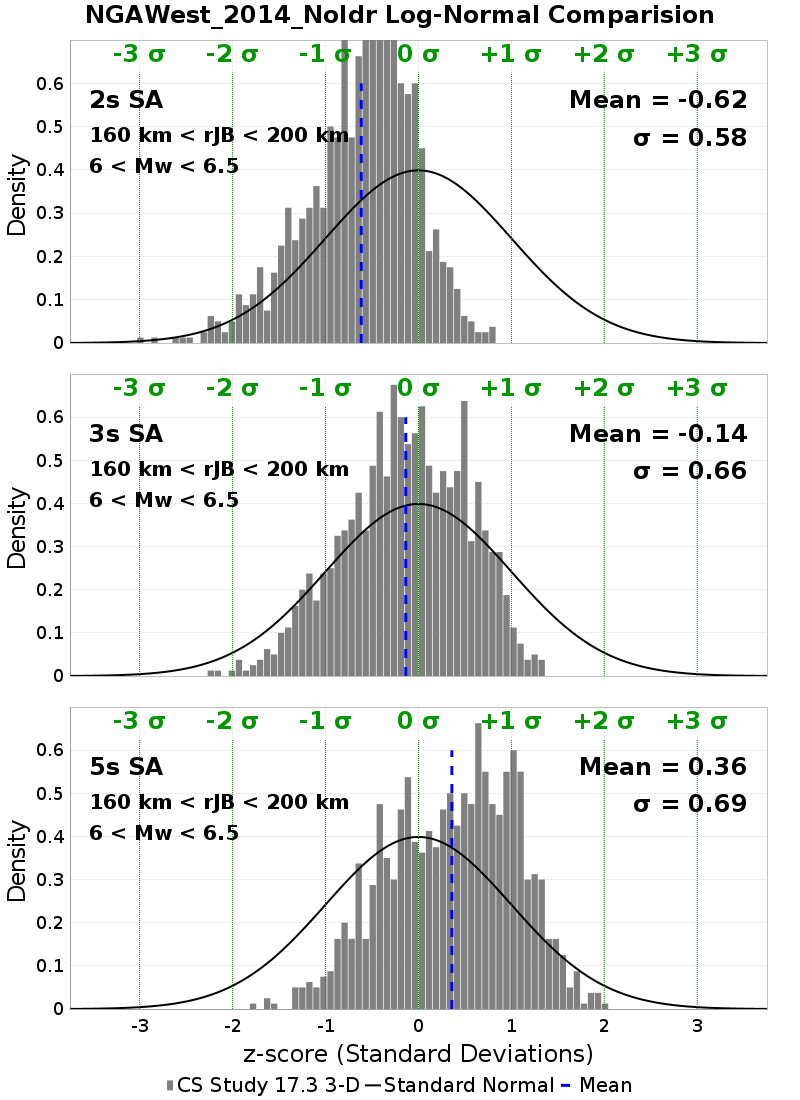 NGAWest_2014_NoIdr Log-Normal Comparision
-3 σ -2 σ -1 σ 0 σ +1 σ +2 σ +3 σ
2s SA
Mean = -0.62
160 km < rJB < 200 km
σ = 0.58
6 < Mw < 6.5
Density
0.6
0.5
0.4
0.3
0.2
0.1
0
-3 σ -2 σ -1 σ 0 σ +1 σ +2 σ +3 σ
3s SA
Mean = -0.14
160 km < rJB < 200 km
σ = 0.66
6 < Mw < 6.5
Density
0.6
0.5
0.4
0.3
0.2
0.1
0
-3 σ -2 σ -1 σ 0 σ +1 σ +2 σ +3 σ
5s SA
Mean = 0.36
160 km < rJB < 200 km
σ = 0.69
6 < Mw < 6.5
Density
0.6
0.5
0.4
0.3
0.2
0.1
0
-3 -2 -1 0 1 2 3
z-score (Standard Deviations)
CS Study 17.3 3-D Standard Normal Mean